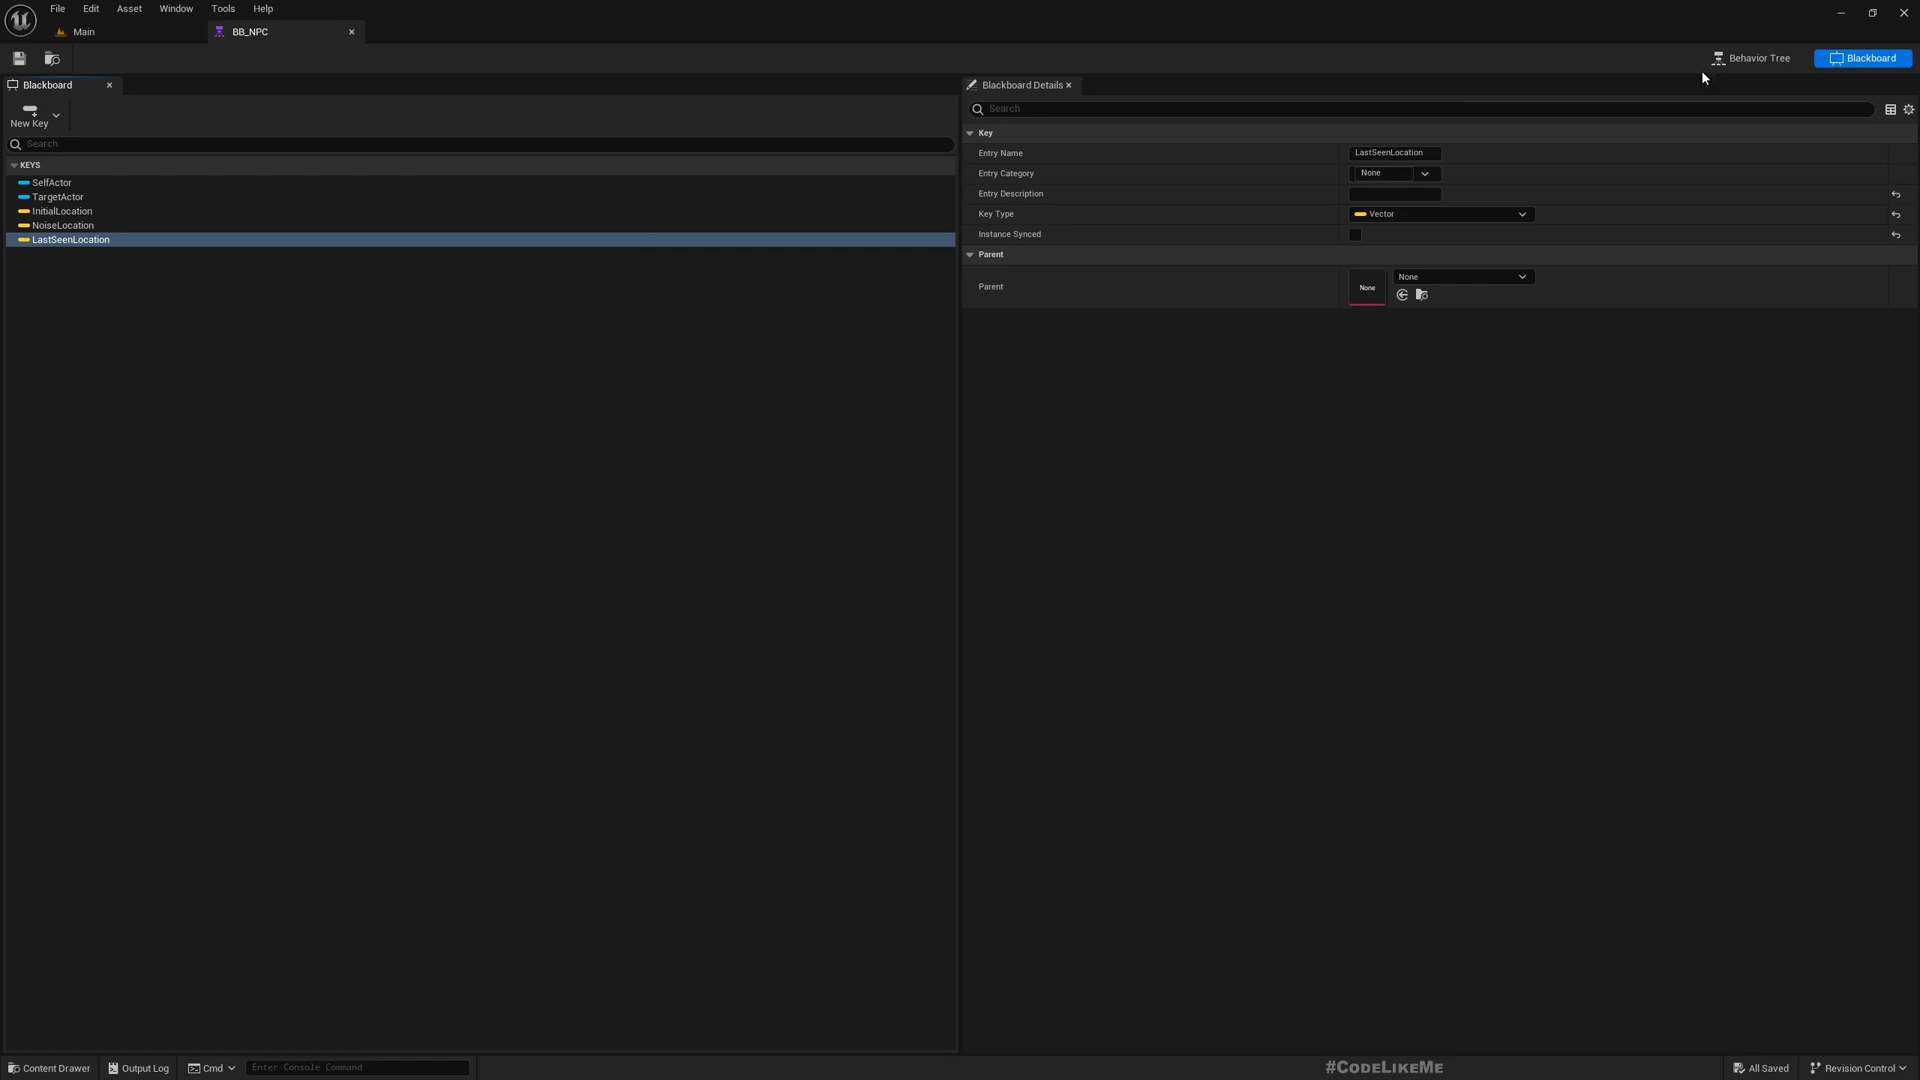 File Edit Asset Window Tools Help
Main
BB_NPC
Behavior Tree
Blackboard
Blackboard
Blackboard Details
New Key
Search
Search
KEYS
SelfActor
TargetActor
InitialLocation
NoiseLocation
LastSeenLocation
Key
Entry Name LastSeenLocation
Entry Category None
Entry Description
Key Type Vector
Instance Synced
Parent
Parent None None
Content Drawer Output Log Cmd Enter Console Command
#CODELIKEME
All Saved Revision Control